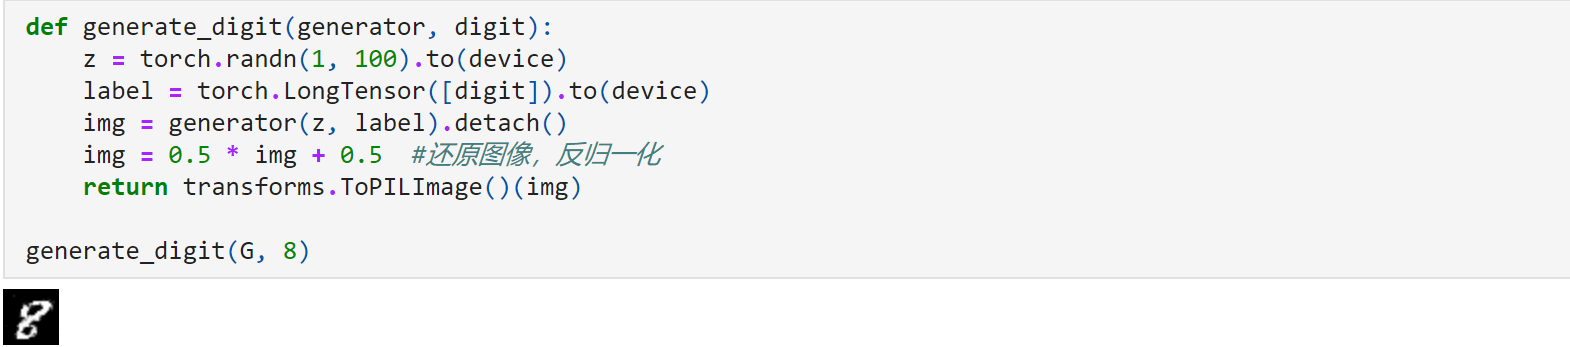 def generate_digit(generator, digit):
    z = torch.randn(1, 100).to(device)
    label = torch.LongTensor([digit]).to(device)
    img = generator(z, label).detach()
    img = 0.5 * img + 0.5  #还原图像，反归一化
    return transforms.ToPILImage()(img)

generate_digit(G, 8)
8